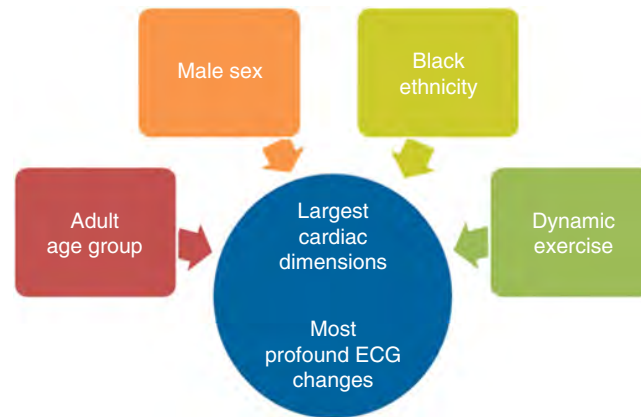 Male sex
Black
ethnicity
Adult
age group
Largest
cardiac
dimensions
Most
profound ECG
changes
Dynamic
exercise